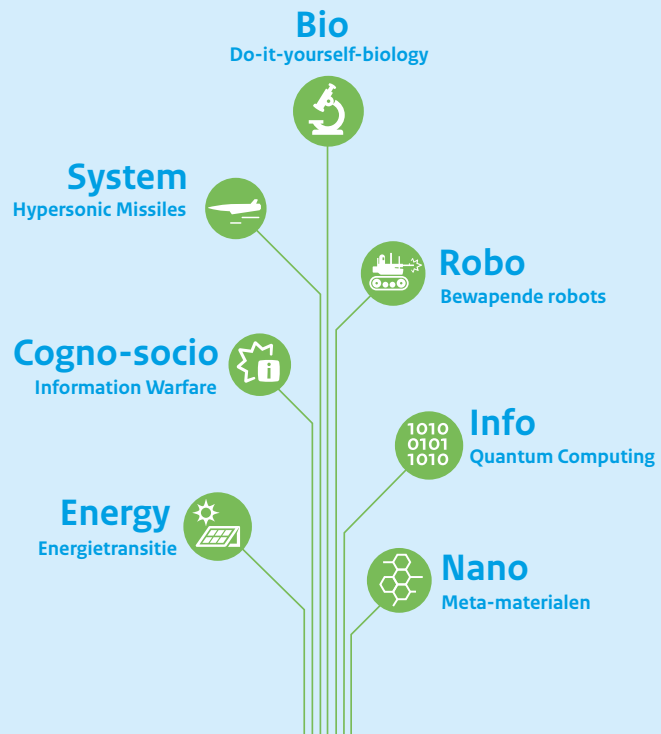 Bio
Do-it-yourself-biology
System
Hypersonic Missiles
Robo
Bewapende robots
Cogno-socio
Information Warfare
i
Info
Quantum Computing
1010
0101
1010
Energy
Energietransitie
Nano
Meta-materialen